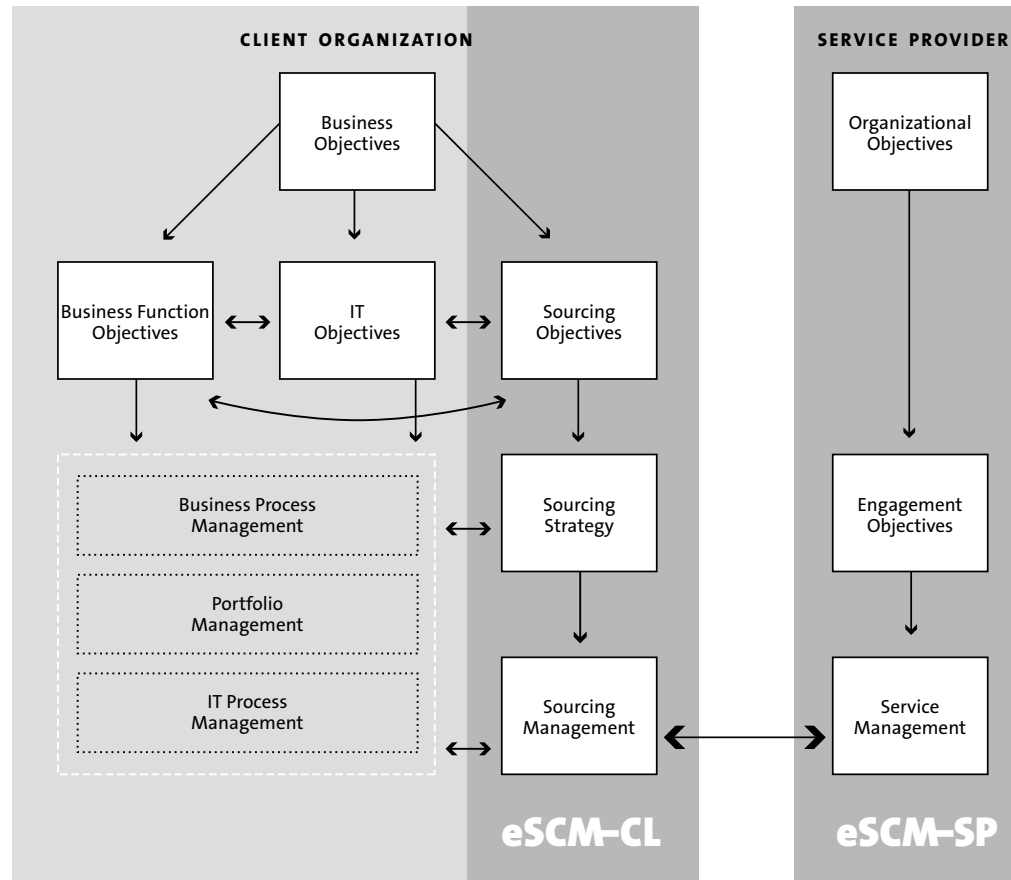 CLIENT ORGANIZATION
SERVICE PROVIDER
Business
Objectives
Organizational
Objectives
Business Function
Objectives
IT
Objectives
Sourcing
Objectives
Business Process
Management
Sourcing
Strategy
Engagement
Objectives
Portfolio
Management
IT Process
Management
Sourcing
Management
Service
Management
eSCM–CL
eSCM–SP